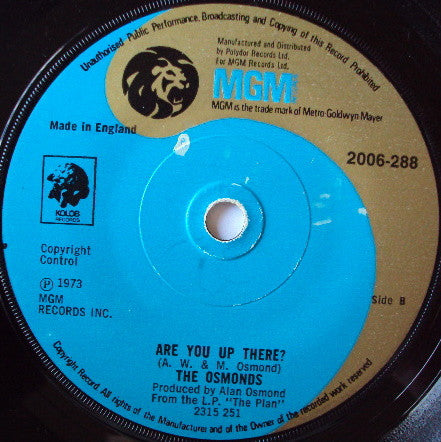 Unauthorised Public Performance, Broadcasting and Copying of this Record Prohibited
Manufactured and Distributed
by Polydor Records Ltd.
For MGM Records Ltd.
MGM
MGM is the trade mark of Metro-Goldwyn Mayer
Made in England
2006-288
KOLOB
RECORDS
Copyright
Control
Ⓟ 1973
MGM
RECORDS INC.
Side B
ARE YOU UP THERE?
(A. W. & M. Osmond)
THE OSMONDS
Produced by Alan Osmond
From the L.P. "The Plan"
2315 251
Copyright Record All rights of the Manufacturer and of the Owner of the recorded work reserved